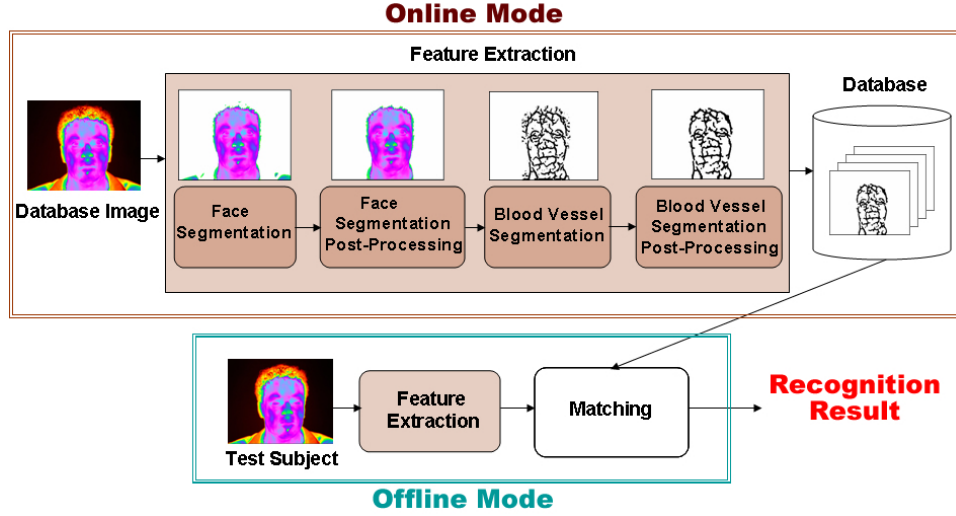 Online Mode
Feature Extraction
Database
Database Image
Face
Segmentation
Face
Segmentation
Post-Processing
Blood Vessel
Segmentation
Blood Vessel
Segmentation
Post-Processing
Test Subject
Feature
Extraction
Matching
Recognition
Result
Offline Mode